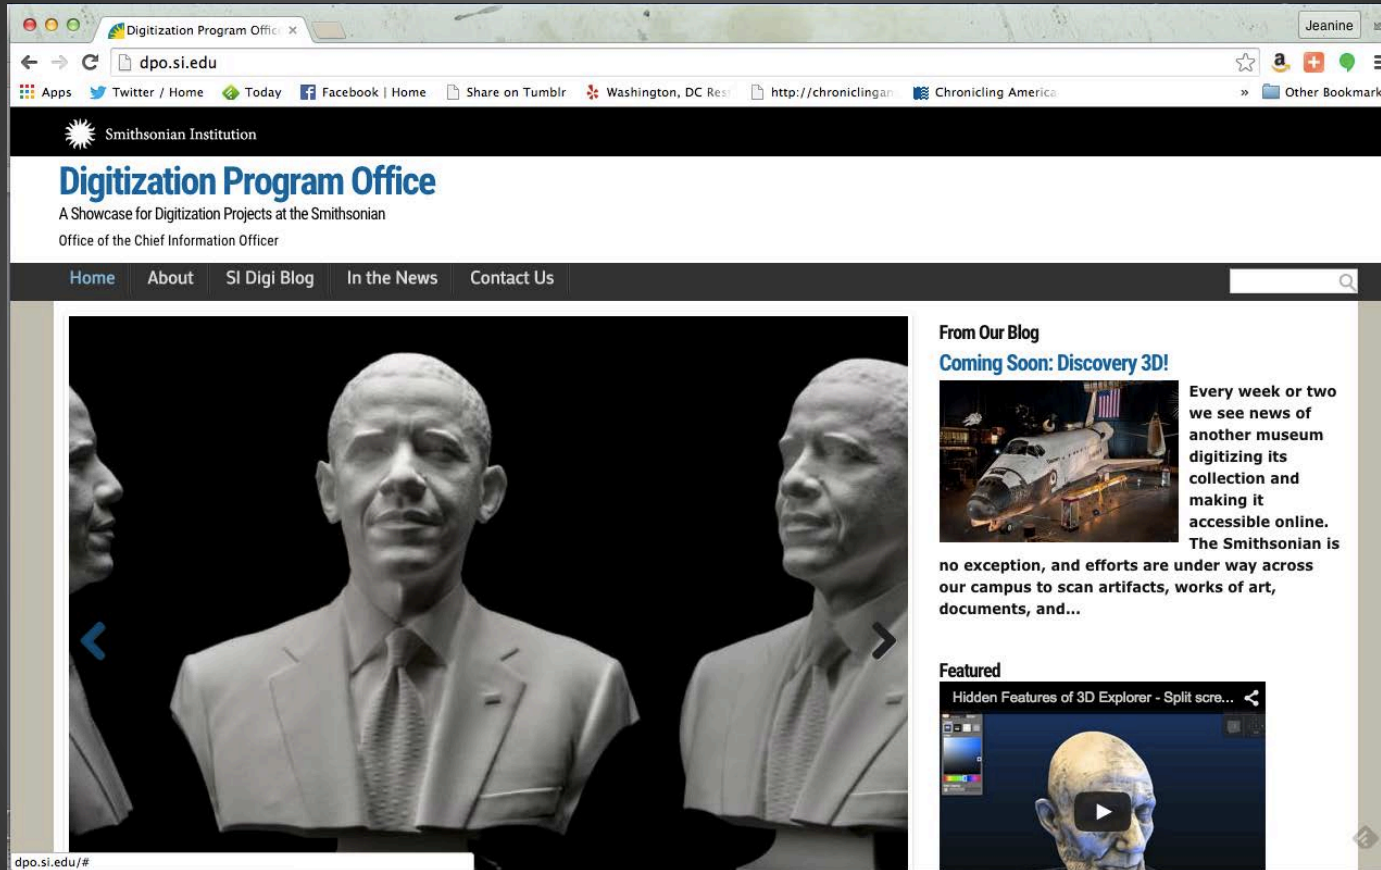 Digitization Program Offic
Jeanine
dpo.si.edu
Apps Twitter / Home Today Facebook | Home Share on Tumblr Washington, DC Res http://chroniclingam Chronicling America » Other Bookmark
Smithsonian Institution
Digitization Program Office
A Showcase for Digitization Projects at the Smithsonian
Office of the Chief Information Officer
Home About SI Digi Blog In the News Contact Us
From Our Blog
Coming Soon: Discovery 3D!
Every week or two
we see news of
another museum
digitizing its
collection and
making it
accessible online.
The Smithsonian is
no exception, and efforts are under way across
our campus to scan artifacts, works of art,
documents, and...
Featured
Hidden Features of 3D Explorer - Split scre...
dpo.si.edu/#